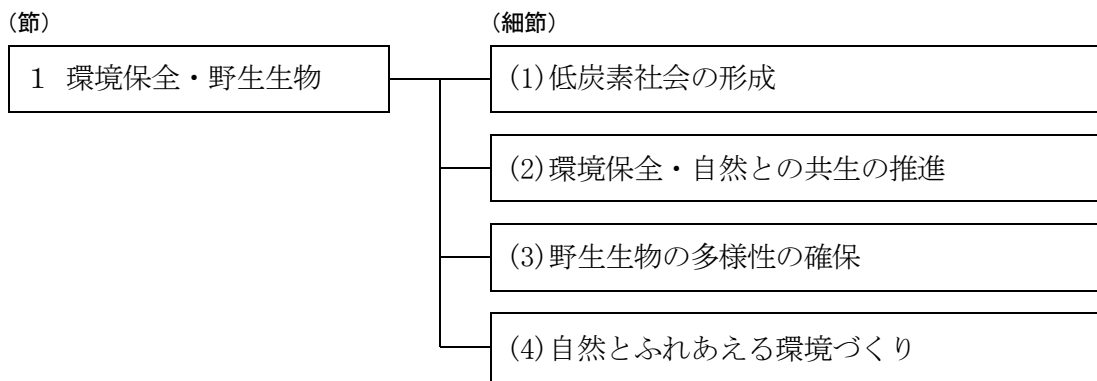 (節)
(細節)
1 環境保全・野生生物
(1)低炭素社会の形成
(2)環境保全・自然との共生の推進
(3)野生生物の多様性の確保
(4)自然とふれあえる環境づくり